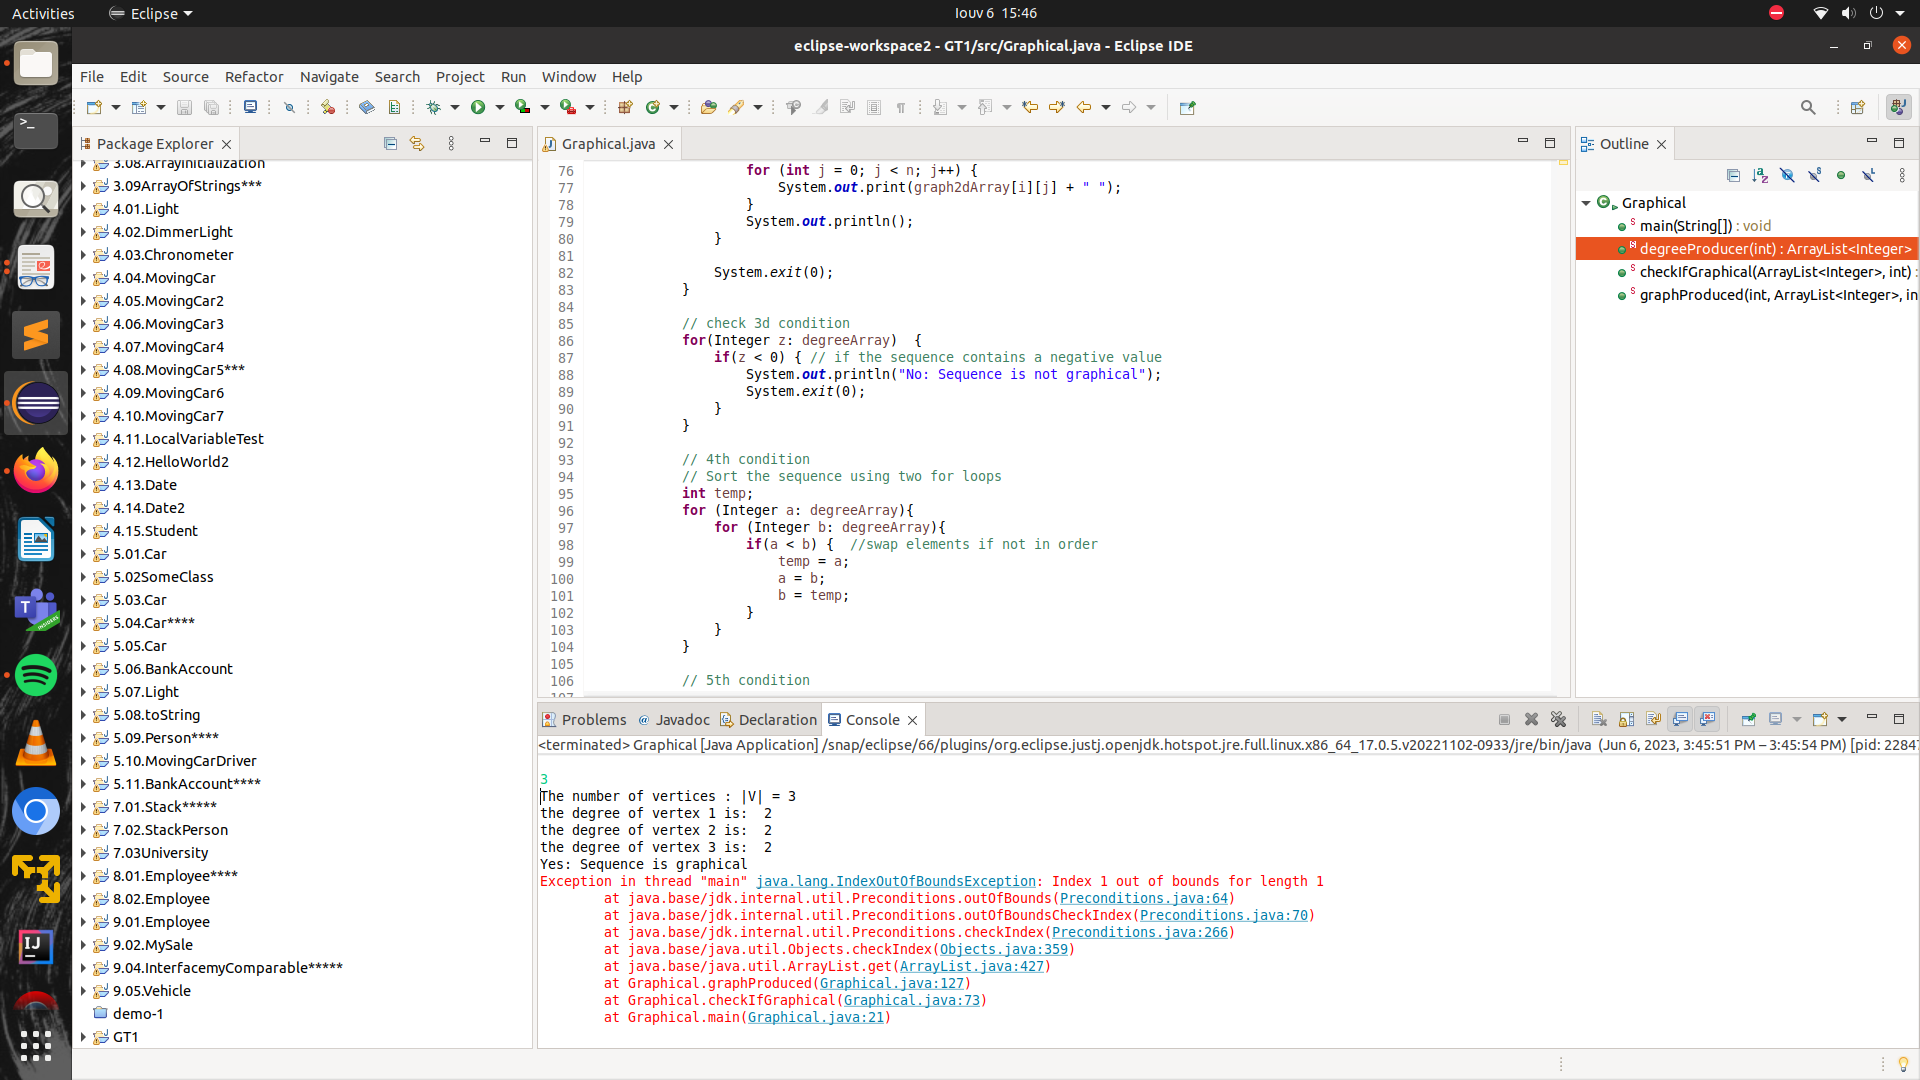 Activities
Eclipse
Ιουν 6 15:46
eclipse-workspace2 - GT1/src/Graphical.java - Eclipse IDE
File Edit Source Refactor Navigate Search Project Run Window Help
Package Explorer
3.08.ArrayInitialization
3.09ArrayOfStrings***
4.01.Light
4.02.DimmerLight
4.03.Chronometer
4.04.MovingCar
4.05.MovingCar2
4.06.MovingCar3
4.07.MovingCar4
4.08.MovingCar5***
4.09.MovingCar6
4.10.MovingCar7
4.11.LocalVariableTest
4.12.HelloWorld2
4.13.Date
4.14.Date2
4.15.Student
5.01.Car
5.02SomeClass
5.03.Car
5.04.Car****
5.05.Car
5.06.BankAccount
5.07.Light
5.08.toString
5.09.Person****
5.10.MovingCarDriver
5.11.BankAccount****
7.01.Stack*****
7.02.StackPerson
7.03University
8.01.Employee****
8.02.Employee
9.01.Employee
9.02.MySale
9.04.InterfacemyComparable*****
9.05.Vehicle
demo-1
GT1
Graphical.java
76 for (int j = 0; j < n; j++) {
77 System.out.print(graph2dArray[i][j] + " ");
78 }
79 System.out.println();
80 }
81
82 System.exit(0);
83 }
84
85 // check 3d condition
86 for(Integer z: degreeArray) {
87 if(z < 0) { // if the sequence contains a negative value
88 System.out.println("No: Sequence is not graphical");
89 System.exit(0);
90 }
91 }
92
93 // 4th condition
94 // Sort the sequence using two for loops
95 int temp;
96 for (Integer a: degreeArray){
97 for (Integer b: degreeArray){
98 if(a < b) { //swap elements if not in order
99 temp = a;
100 a = b;
101 b = temp;
102 }
103 }
104 }
105
106 // 5th condition
107
Outline
Graphical
main(String[]) : void
degreeProducer(int) : ArrayList<Integer>
checkIfGraphical(ArrayList<Integer>, int) :
graphProduced(int, ArrayList<Integer>, in
Problems @ Javadoc Declaration Console
<terminated> Graphical [Java Application] /snap/eclipse/66/plugins/org.eclipse.justj.openjdk.hotspot.jre.full.linux.x86_64_17.0.5.v20221102-0933/jre/bin/java (Jun 6, 2023, 3:45:51 PM – 3:45:54 PM) [pid: 22847
3
The number of vertices : |V| = 3
the degree of vertex 1 is: 2
the degree of vertex 2 is: 2
the degree of vertex 3 is: 2
Yes: Sequence is graphical
Exception in thread "main" java.lang.IndexOutOfBoundsException: Index 1 out of bounds for length 1
at java.base/jdk.internal.util.Preconditions.outOfBounds(Preconditions.java:64)
at java.base/jdk.internal.util.Preconditions.outOfBoundsCheckIndex(Preconditions.java:70)
at java.base/jdk.internal.util.Preconditions.checkIndex(Preconditions.java:266)
at java.base/java.util.Objects.checkIndex(Objects.java:359)
at java.base/java.util.ArrayList.get(ArrayList.java:427)
at Graphical.graphProduced(Graphical.java:127)
at Graphical.checkIfGraphical(Graphical.java:73)
at Graphical.main(Graphical.java:21)